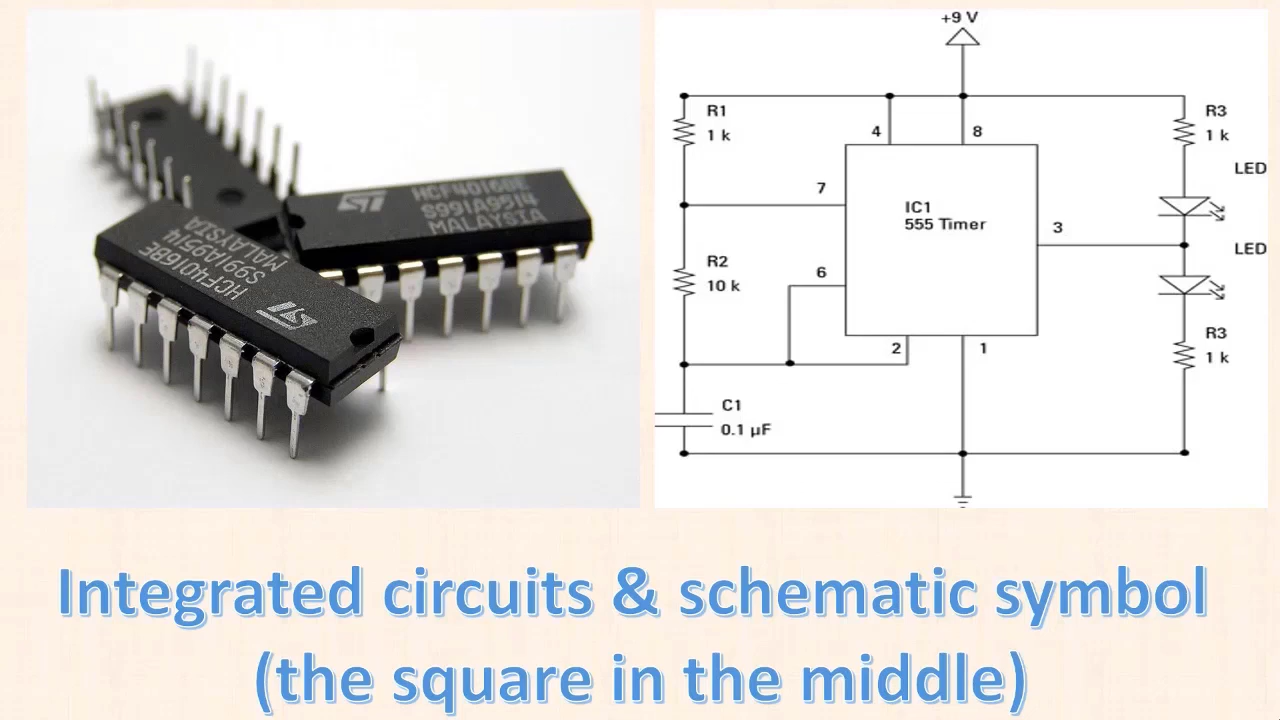 HCF4016BE
S991A9514
MALAYSIA
HCF4016BE
S991A9514
MALAYSIA
+9 V
R1
1 k
4
8
R3
1 k
LED
7
IC1
555 Timer
3
LED
R2
10 k
6
2
1
R3
1 k
C1
0.1 µF
Integrated circuits & schematic symbol
(the square in the middle)